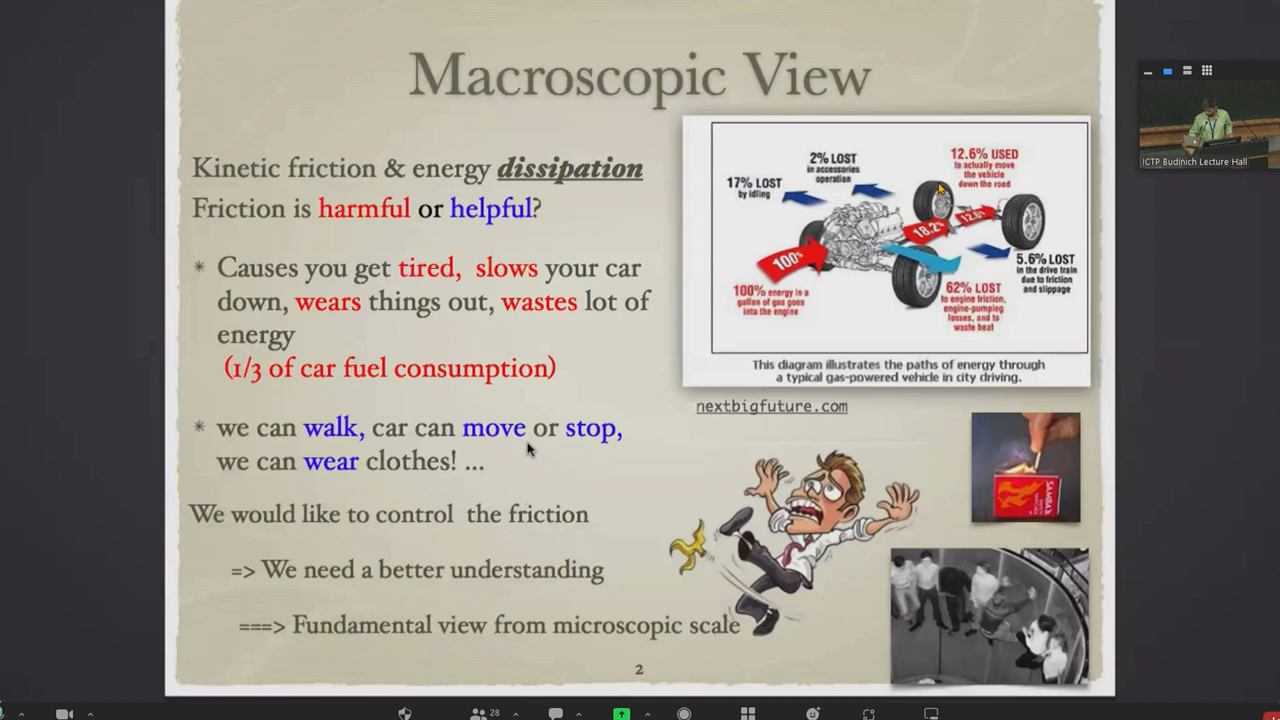 Macroscopic View
Kinetic friction & energy dissipation
Friction is harmful or helpful?
* Causes you get tired, slows your car
down, wears things out, wastes lot of
energy
(1/3 of car fuel consumption)
* we can walk, car can move or stop,
we can wear clothes! ...
We would like to control the friction
=> We need a better understanding
===> Fundamental view from microscopic scale
2
2% LOST
in accessories
operation
12.6% USED
to actually move
the vehicle
down the road
17% LOST
by idling
100%
18.2%
12.6%
100% energy in a
gallon of gas goes
into the engine
62% LOST
to engine friction,
engine-pumping
losses, and to
waste heat
5.6% LOST
in the drive train
due to friction
and slippage
This diagram illustrates the paths of energy through
a typical gas-powered vehicle in city driving.
nextbigfuture.com
ICTP Budinich Lecture Hall
28